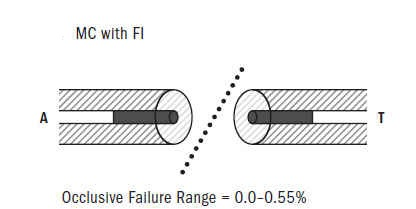 MC with FI
A
T
Occlusive Failure Range = 0.0–0.55%